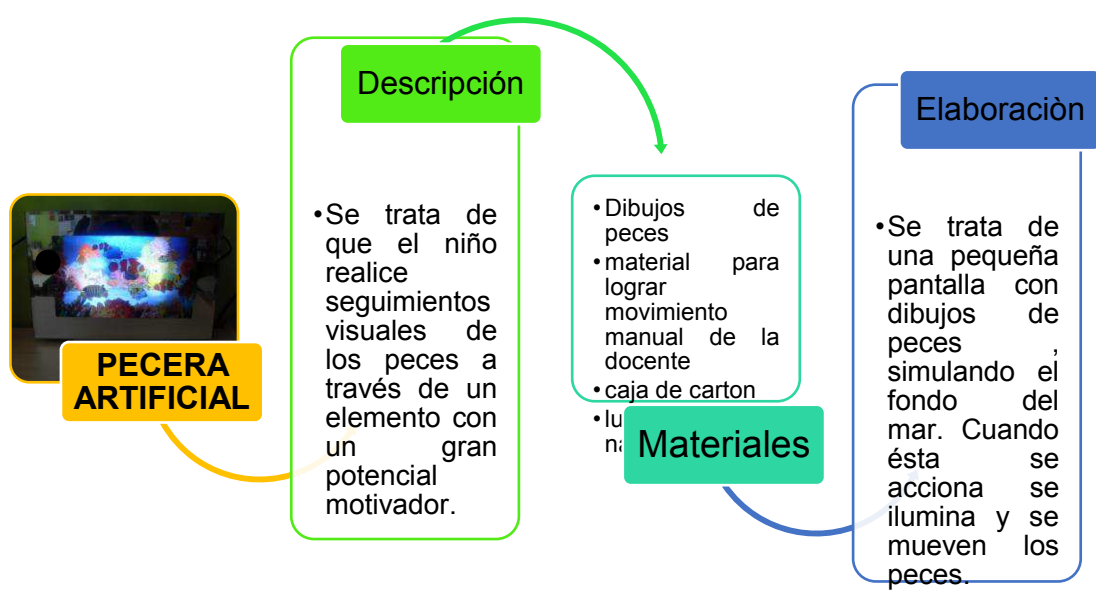 PECERA
ARTIFICIAL
Descripción
•Se trata de
que el niño
realice
seguimientos
visuales de
los peces a
través de un
elemento con
un gran
potencial
motivador.
•Dibujos de
peces
•material para
lograr
movimiento
manual de la
docente
•caja de carton
Materiales
Elaboraciòn
•Se trata de
una pequeña
pantalla con
dibujos de
peces ,
simulando el
fondo del
mar. Cuando
ésta se
acciona se
ilumina y se
mueven los
peces.